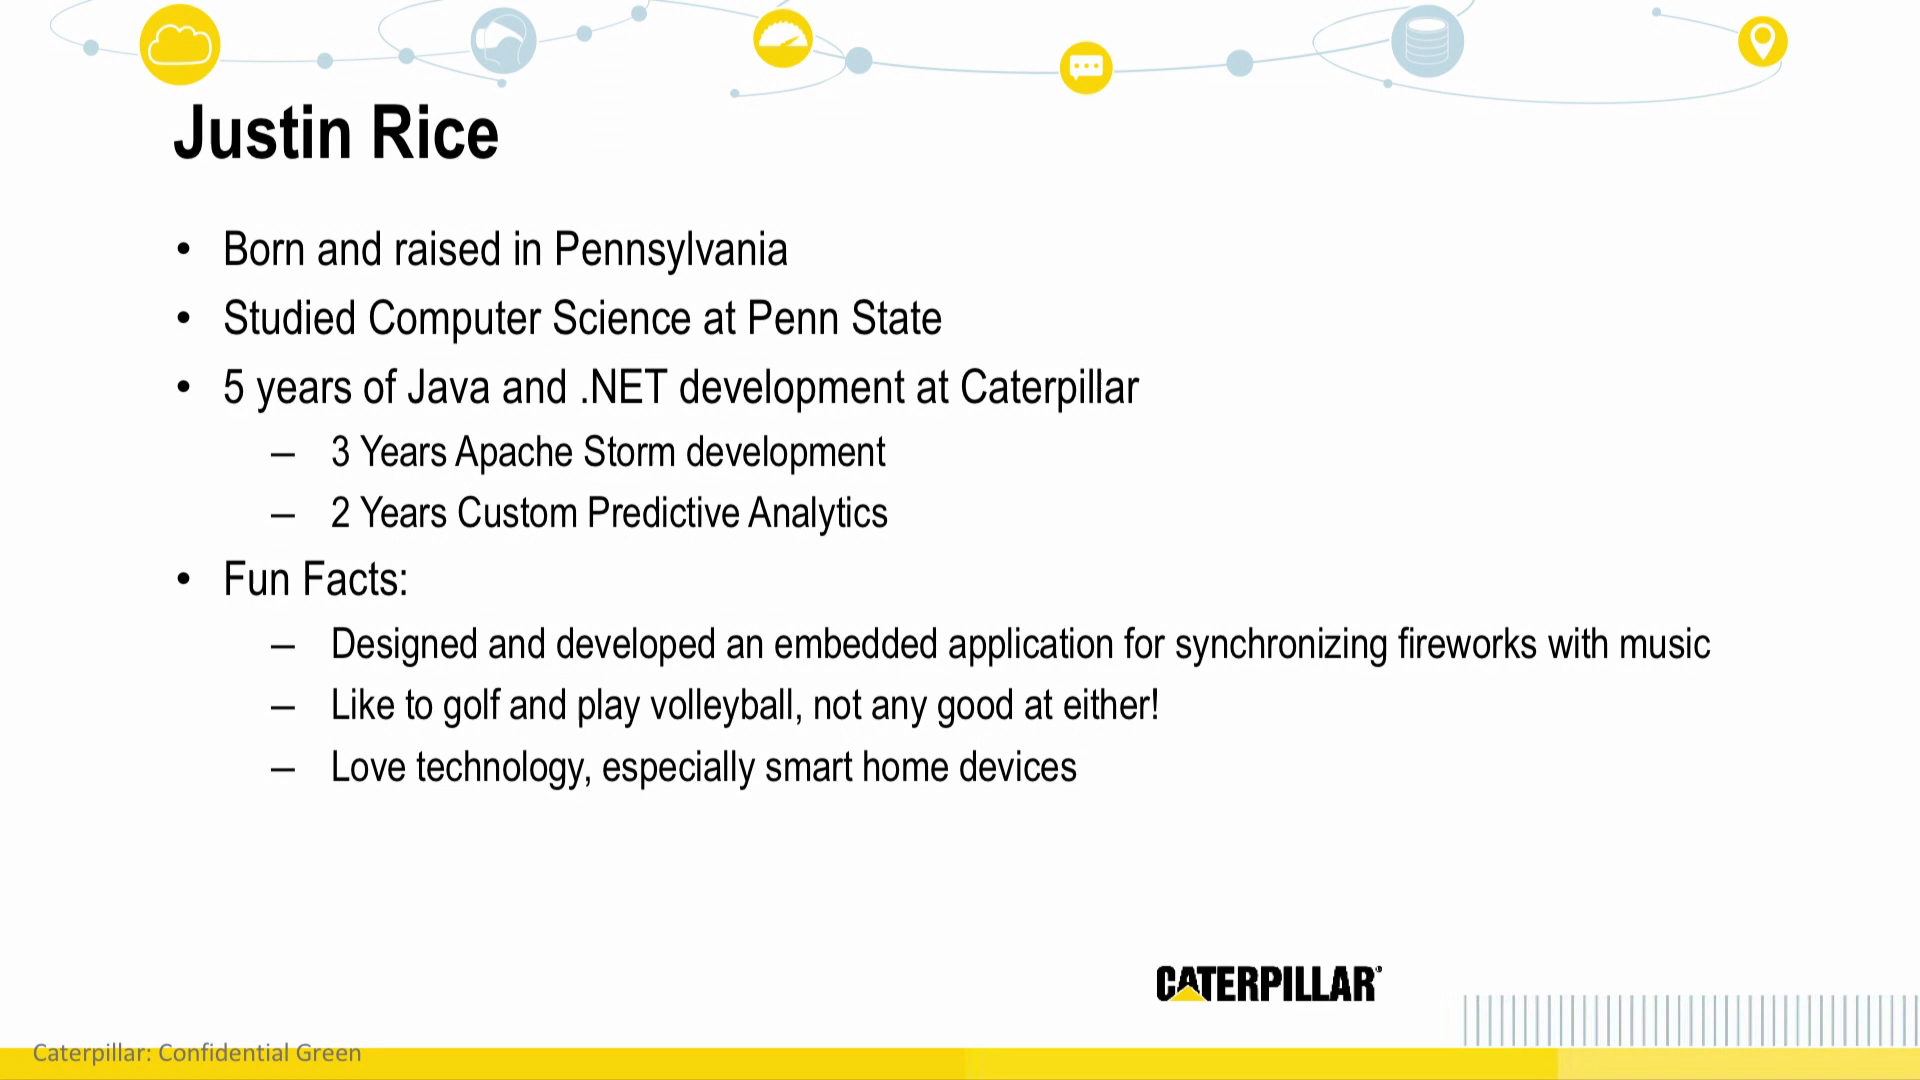 Justin Rice
• Born and raised in Pennsylvania
• Studied Computer Science at Penn State
• 5 years of Java and .NET development at Caterpillar
– 3 Years Apache Storm development
– 2 Years Custom Predictive Analytics
• Fun Facts:
– Designed and developed an embedded application for synchronizing fireworks with music
– Like to golf and play volleyball, not any good at either!
– Love technology, especially smart home devices
CATERPILLAR®
Caterpillar: Confidential Green